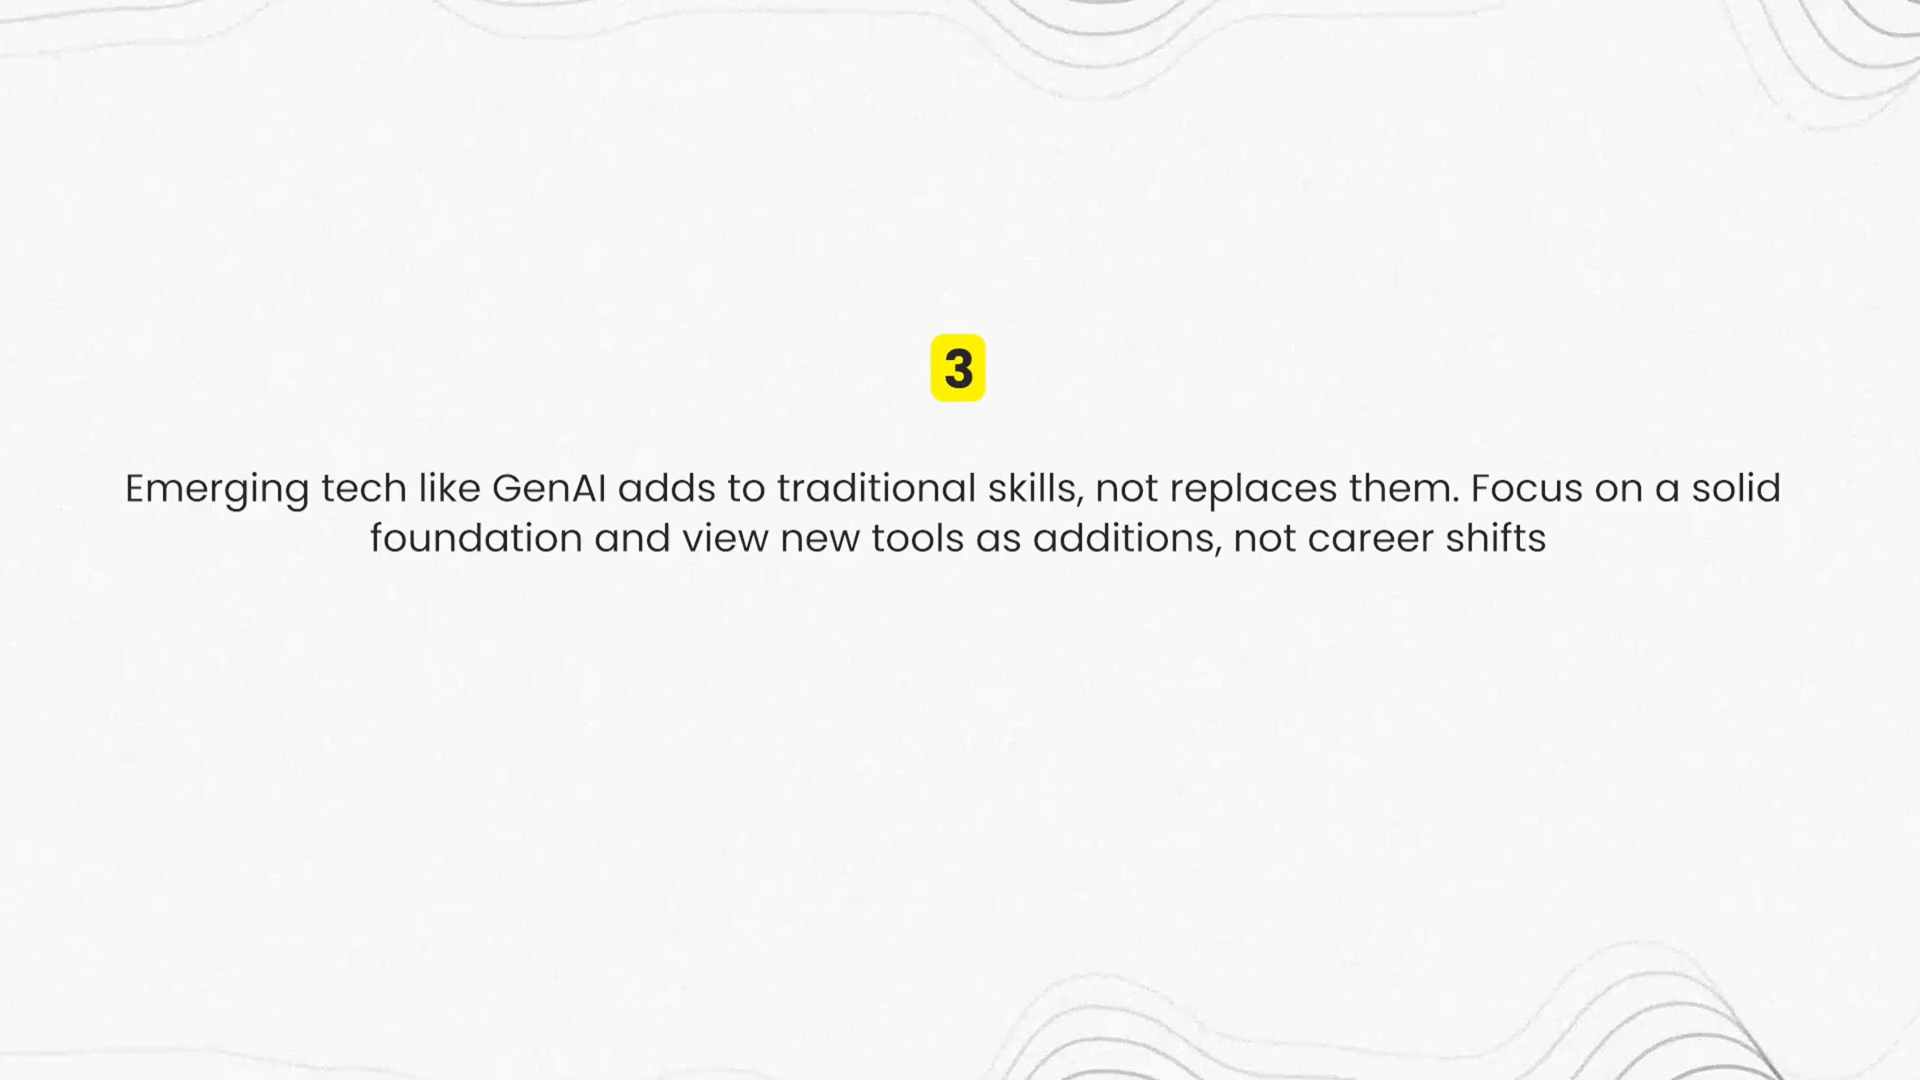 3
Emerging tech like GenAI adds to traditional skills, not replaces them. Focus on a solid
foundation and view new tools as additions, not career shifts